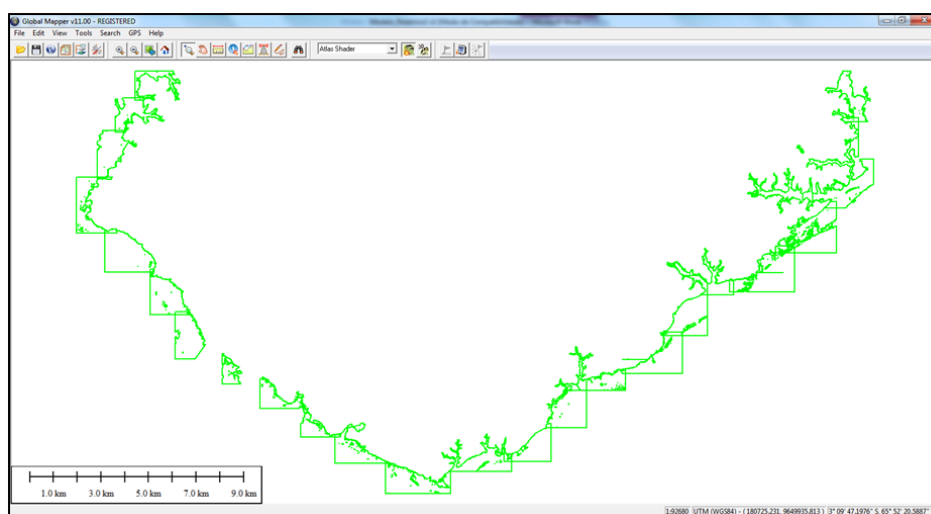 Global Mapper v11.00 - REGISTERED
File Edit View Tools Search GPS Help
Atlas Shader
1.0 km 3.0 km 5.0 km 7.0 km 9.0 km
1:92680 UTM (WGS84) - ( 180725.231, 9649935.813 ) 3° 09' 47.1976" S, 65° 52' 20.5887"